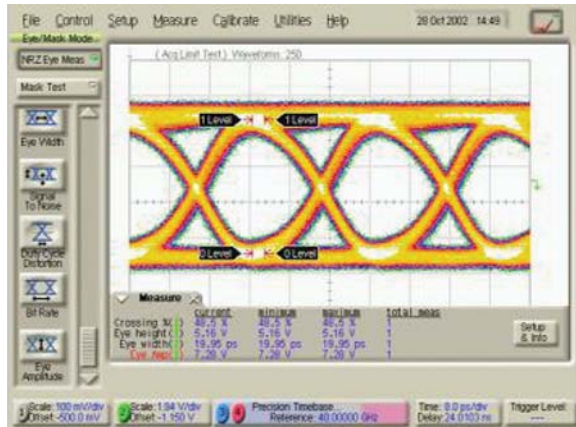 File Control Setup Measure Calibrate Utilities Help 28 Oct 2002 14:49
Eye/Mask Mode
NRZ Eye Meas
(Acq Limit Test) Waveforms: 250
Mask Test
1 Level 1 Level
Eye Width
Signal
To Noise
Duty Cycle
Distortion
0 Level 0 Level
Bit Rate
Measure
current minimum maximum total meas
Crossing % 48.5 % 48.5 % 48.5 % 1
Eye height 5.16 V 5.16 V 5.16 V 1
Eye width 19.95 ps 19.95 ps 19.95 ps 1
Eye Amp 7.28 V 7.28 V 7.28 V 1
Setup
& Info
Eye
Amplitude
1 Scale: 100 mV/div 2 Scale: 1.94 V/div 3 4 Precision Timebase... Time: 8.0 ps/div Trigger Level:
Offset: -500.0 mV Offset: -1.150 V Reference: 40.00000 GHz Delay: 24.0103 ns